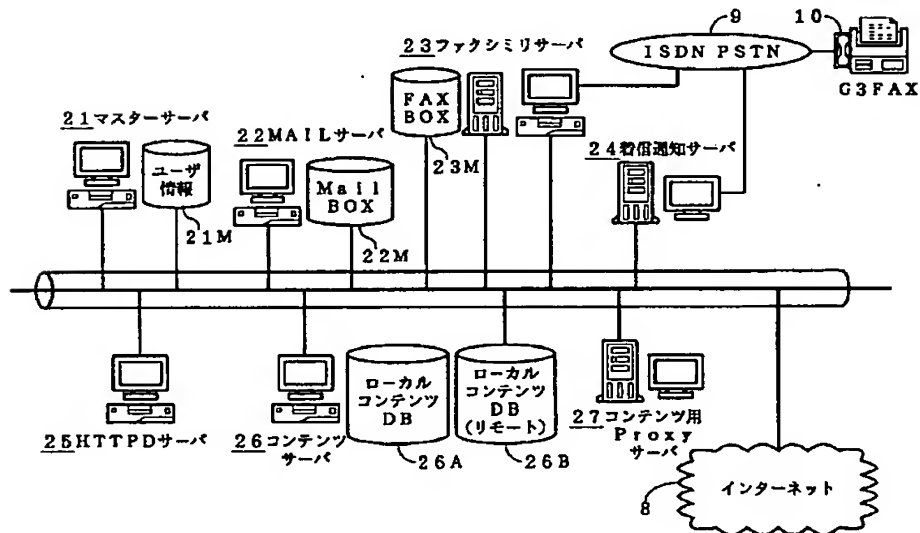 9
10
ISDN PSTN
G3FAX
23ファクシミリサーバ
FAX
BOX
23M
21マスターサーバ
ユーザ
情報
21M
22MAILサーバ
Mail
BOX
22M
24着信通知サーバ
25HTTPDサーバ
26コンテンツ
サーバ
ローカル
コンテンツ
DB
26A
ローカル
コンテンツ
DB
(リモート)
26B
27コンテンツ用
Proxy
サーバ
インターネット
8